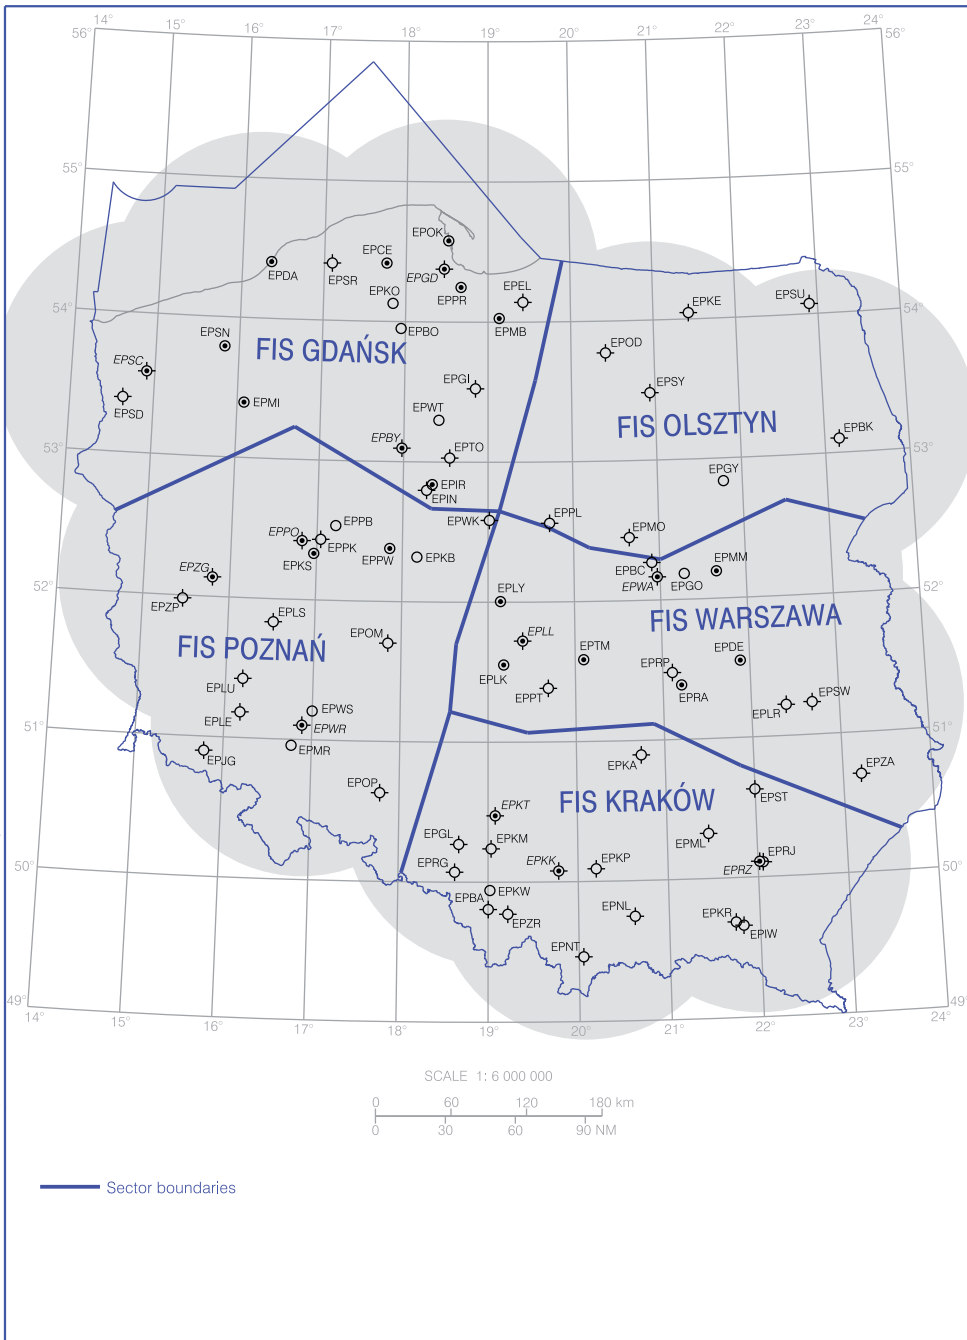 14° 15° 16° 17° 18° 19° 20° 21° 22° 23° 24°
56° 56°
55° 55°
EPOK
EPCE
EPGD
EPDA EPSR EPKO EPPR EPEL EPSU
54° EPKE 54°
EPBO EPMB
EPSN
FIS GDAŃSK
EPOD
EPSC
EPGI EPSY
EPSD EPMI
EPWT
FIS OLSZTYN
EPBY EPTO EPBK
53° 53°
EPIR EPGY
EPIN
EPPB EPWK EPPL
EPPO EPPK EPMO
EPKS EPPW EPKB EPBC EPMM
EPZG EPWA EPGO
52° 52°
EPZP EPLY
EPLS FIS WARSZAWA
EPOM EPLL
FIS POZNAŃ EPTM EPDE
EPLK EPRP
EPLU EPPT EPRA EPSW
EPLE EPWS EPLR
EPWR
51° 51°
EPJG EPMR
EPKA EPZA
EPOP EPST
FIS KRAKÓW
EPKT
EPGL EPKM EPML
EPRJ
50° EPRG EPKK EPKP EPRZ 50°
EPKW
EPBA EPZR EPNL EPKR
EPIW
EPNT
49° 49°
14° 15° 16° 17° 18° 19° 20° 21° 22° 23° 24°
SCALE 1: 6 000 000
0 60 120 180 km
0 30 60 90 NM
Sector boundaries